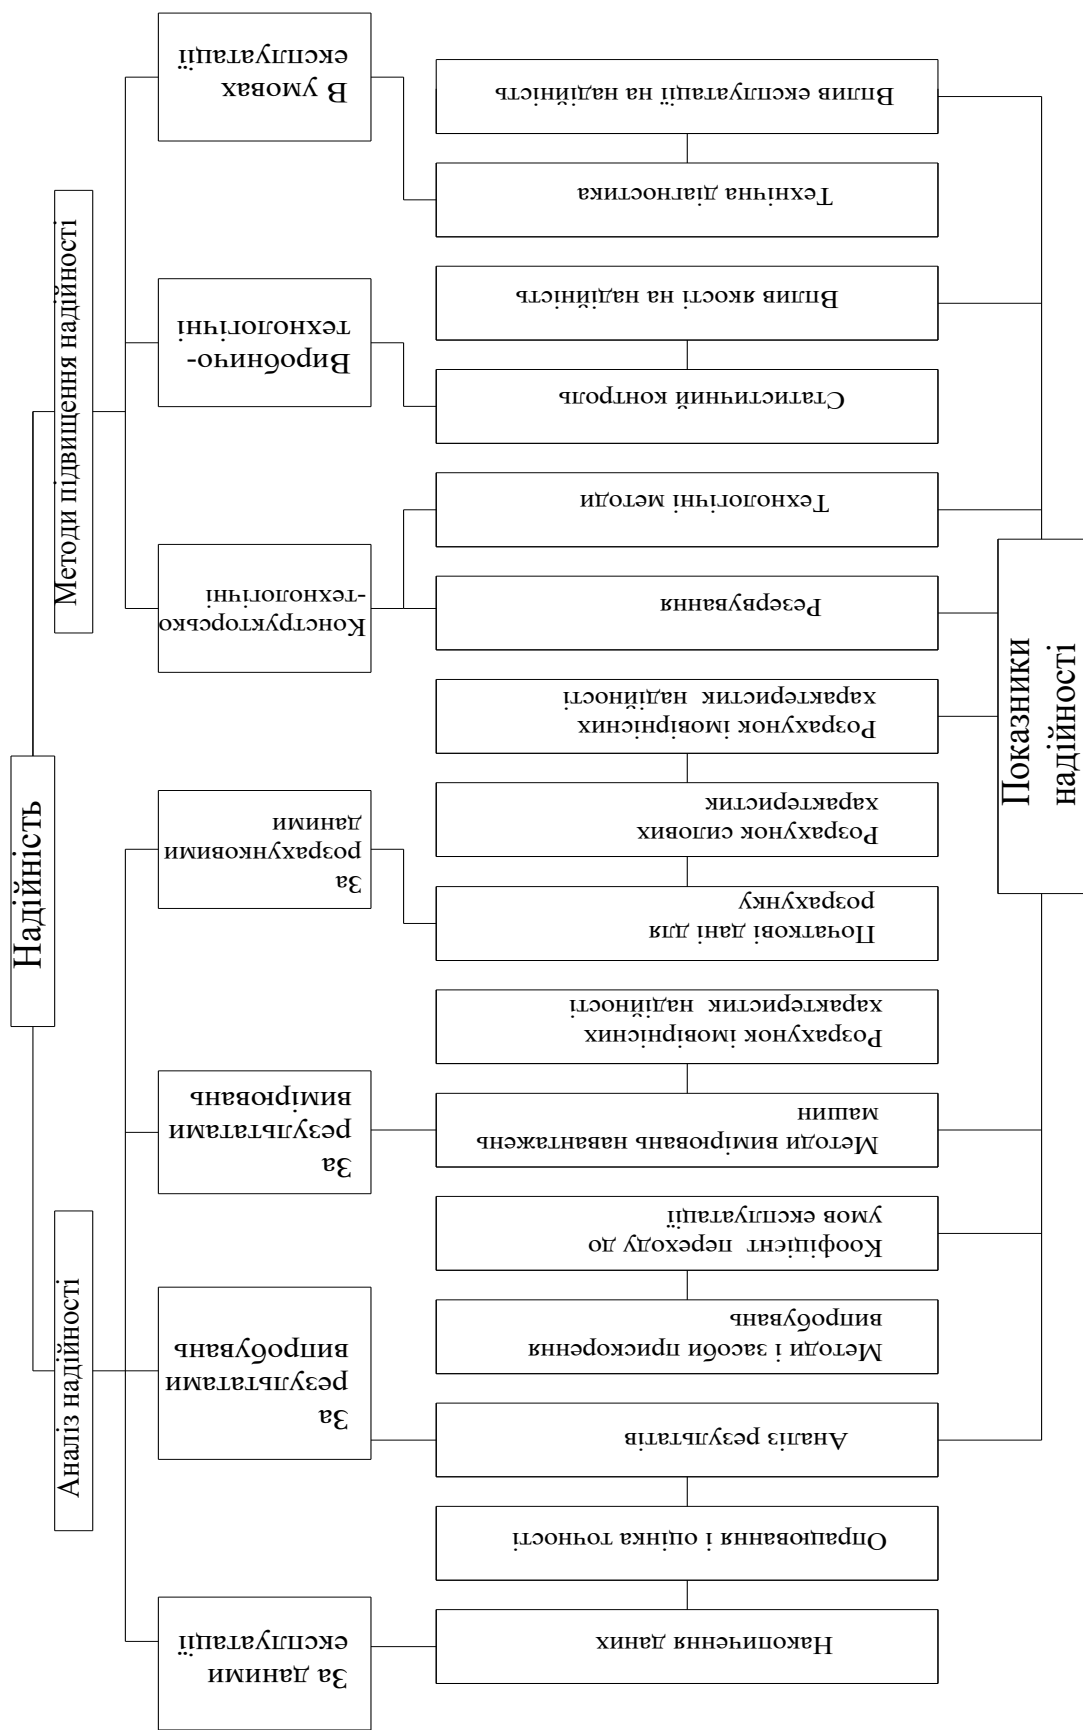 Надійність
Аналіз надійності
Методи підвищення надійності
За даними
експлуатації
За
результатами
випробувань
За
результатами
вимірювань
За
розрахунковими
даними
Конструкторсько
-технологічні
Виробничо-
технологічні
В умовах
експлуатації
Накопичення даних
Опрацювання і оцінка точності
Аналіз результатів
Методи і засоби прискорення
випробувань
Коофіцієнт переходу до
умов експлуатації
Методи вимірювань навантажень
машин
Розрахунок імовірнісних
характеристик надійності
Початкові дані для
розрахунку
Розрахунок силових
характеристик
Розрахунок імовірнісних
характеристик надійності
Резервування
Технологічні методи
Статистичний контроль
Вплив якості на надійність
Технічна діагностика
Вплив експлуатації на надійність
Показники
надійності